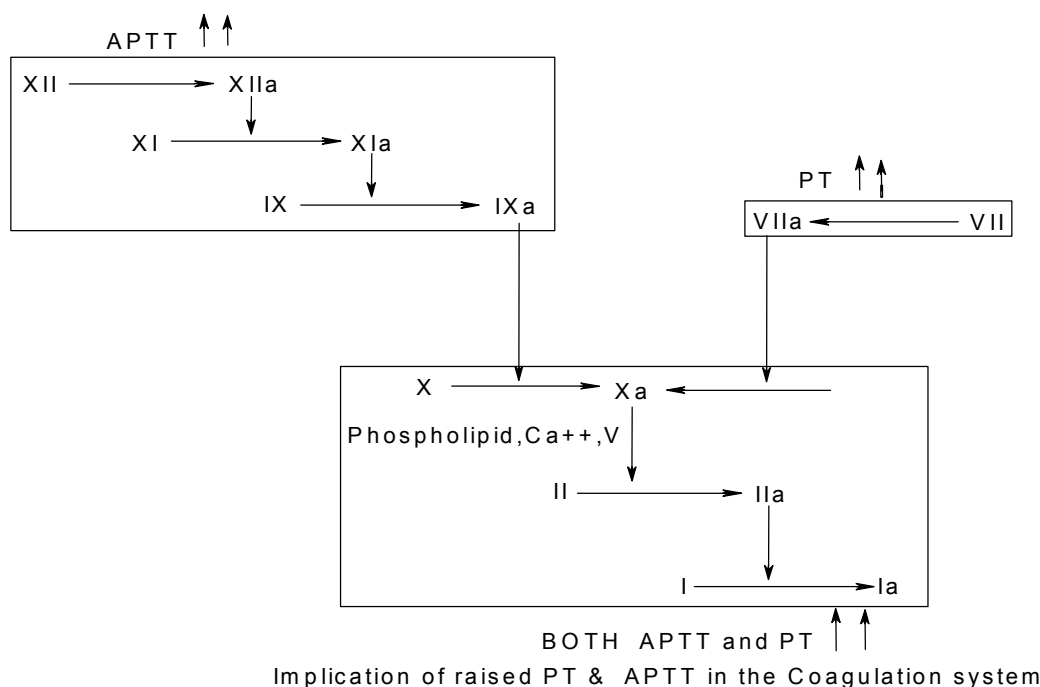 APTT
XII XIIa
XI XIa
IX IXa
PT
VIIa VII
X Xa
Phospholipid,Ca++,V
II IIa
I Ia
BOTH APTT and PT
Implication of raised PT & APTT in the Coagulation system